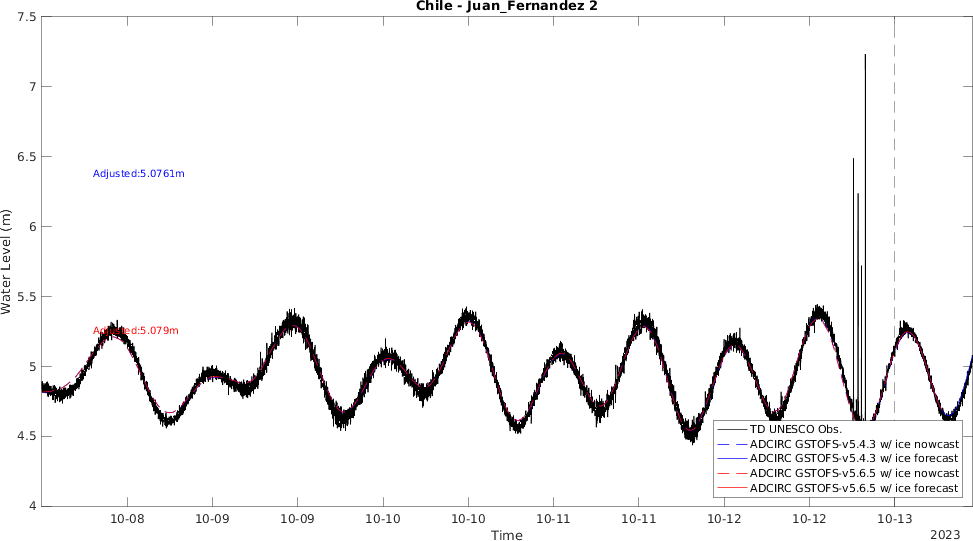 Chile - Juan_Fernandez 2
7.5
7
6.5
6
5.5
5
4.5
4
Water Level (m)
Adjusted:5.0761m
Adjusted:5.079m
TD UNESCO Obs.
ADCIRC GSTOFS-v5.4.3 w/ ice nowcast
ADCIRC GSTOFS-v5.4.3 w/ ice forecast
ADCIRC GSTOFS-v5.6.5 w/ ice nowcast
ADCIRC GSTOFS-v5.6.5 w/ ice forecast
10-08 10-09 10-09 10-10 10-10 10-11 10-11 10-12 10-12 10-13
Time
2023